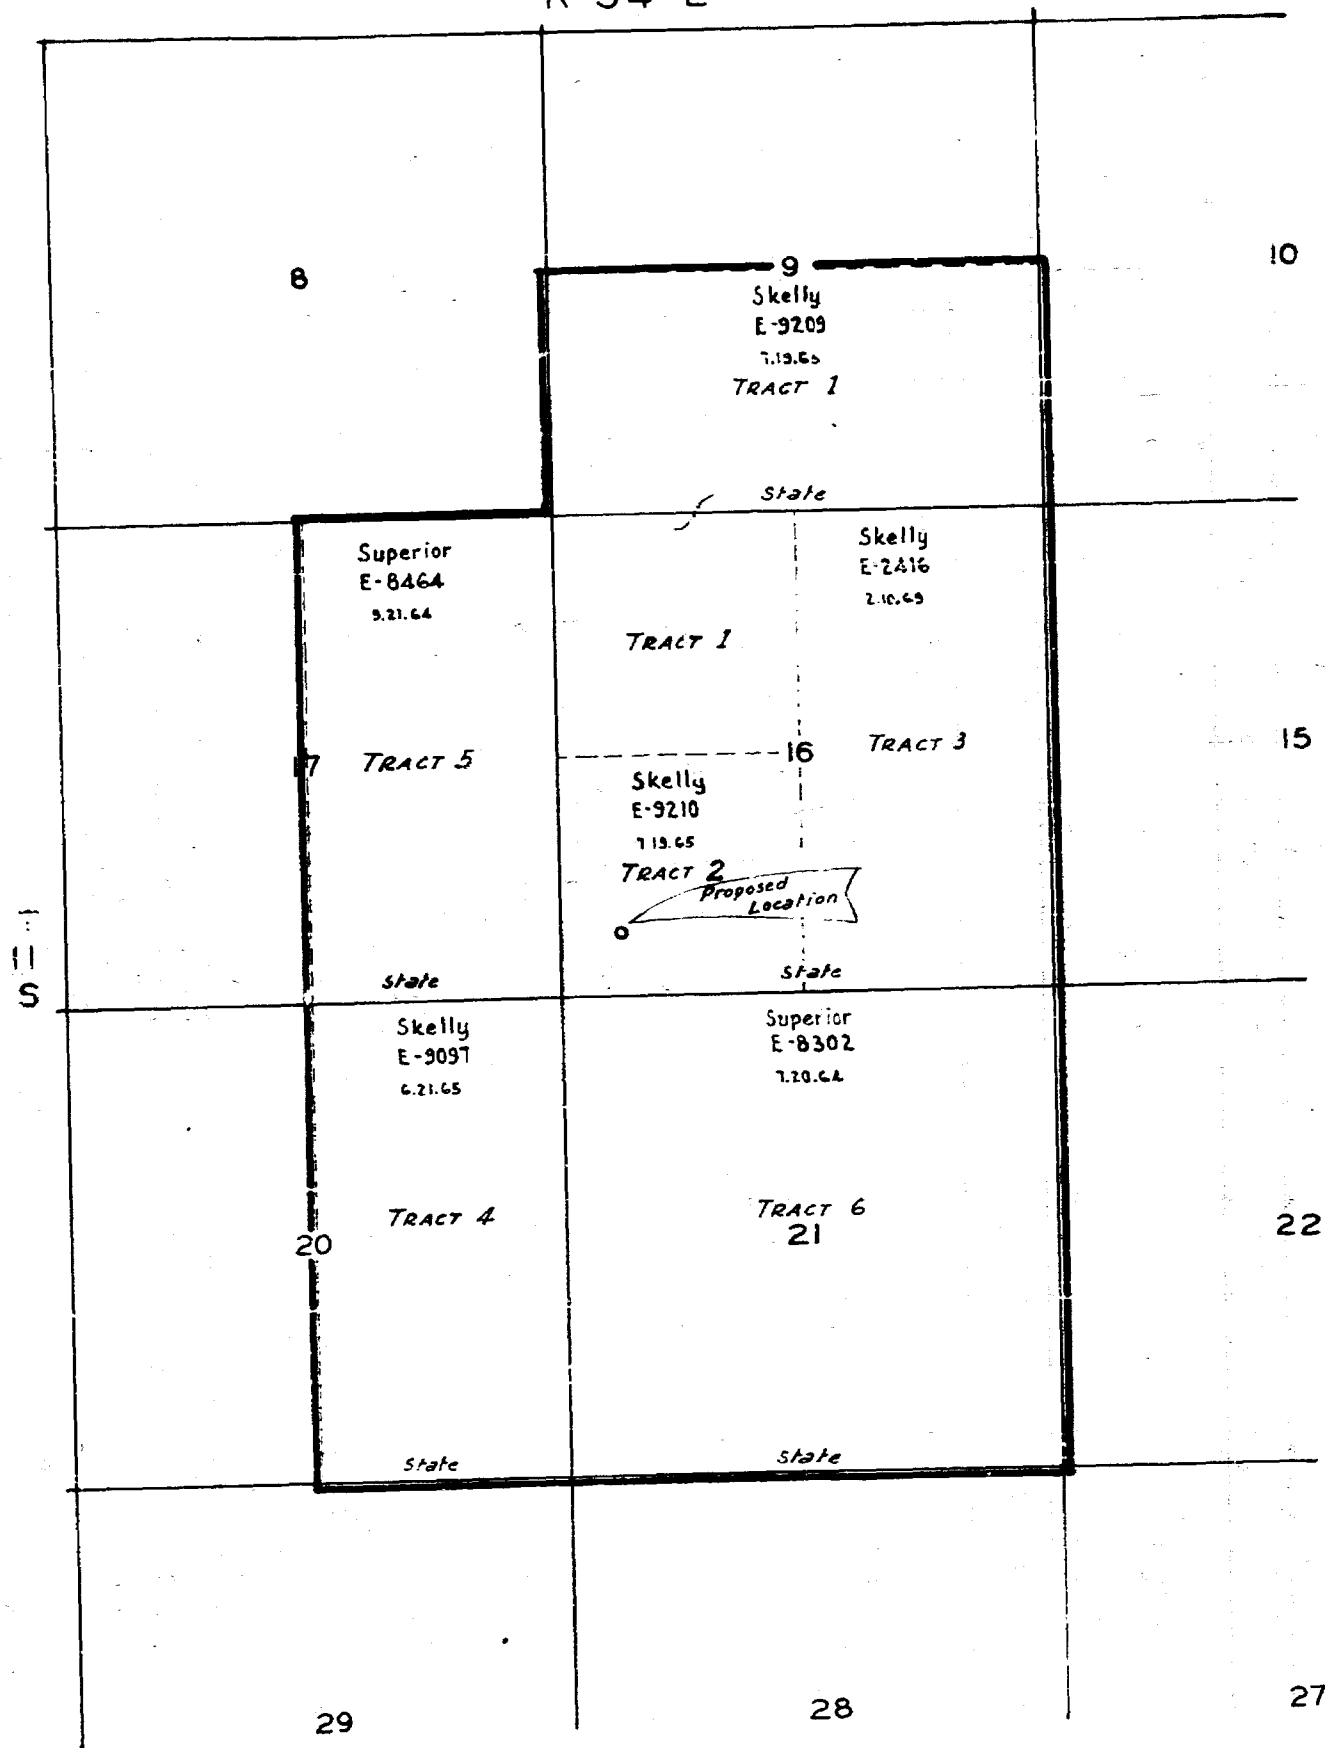 R 34 E
8
9
10
Skelly
E-9209
7.19.65
TRACT 1
State
Superior
E-8464
9.21.64
Skelly
E-2416
2.10.69
TRACT 1
17
TRACT 5
16
TRACT 3
15
Skelly
E-9210
7.19.65
TRACT 2
Proposed
Location
T
11
S
State
State
Skelly
E-9097
6.21.65
Superior
E-8302
7.20.64
TRACT 4
TRACT 6
20
21
22
State
State
29
28
27